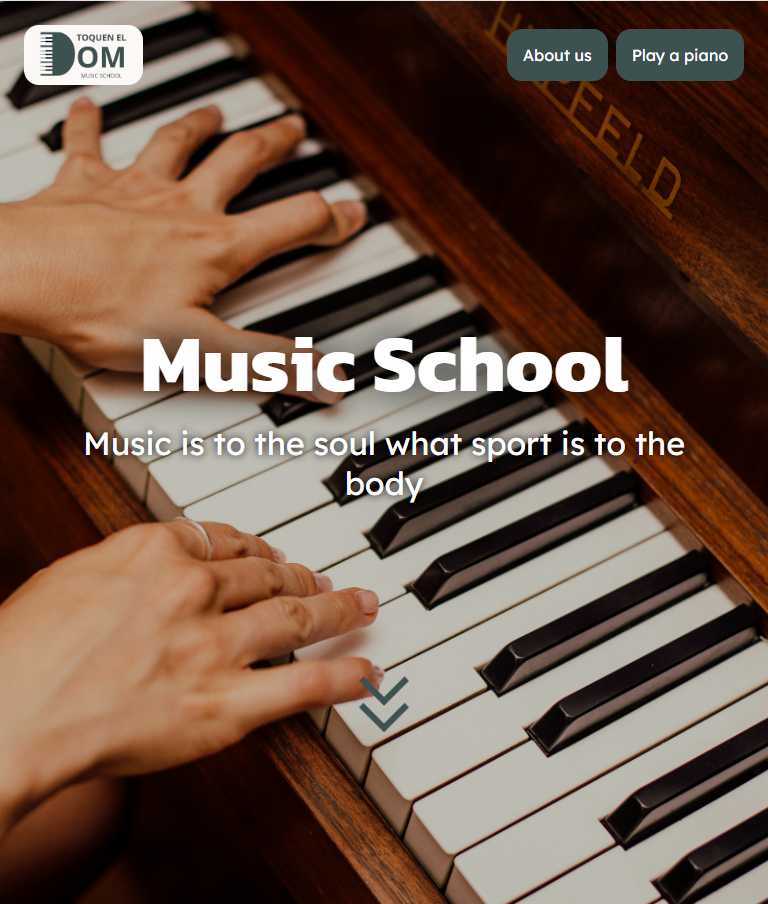 TOQUEN EL
DOM
MUSIC SCHOOL
About us
Play a piano
Music School
Music is to the soul what sport is to the
body